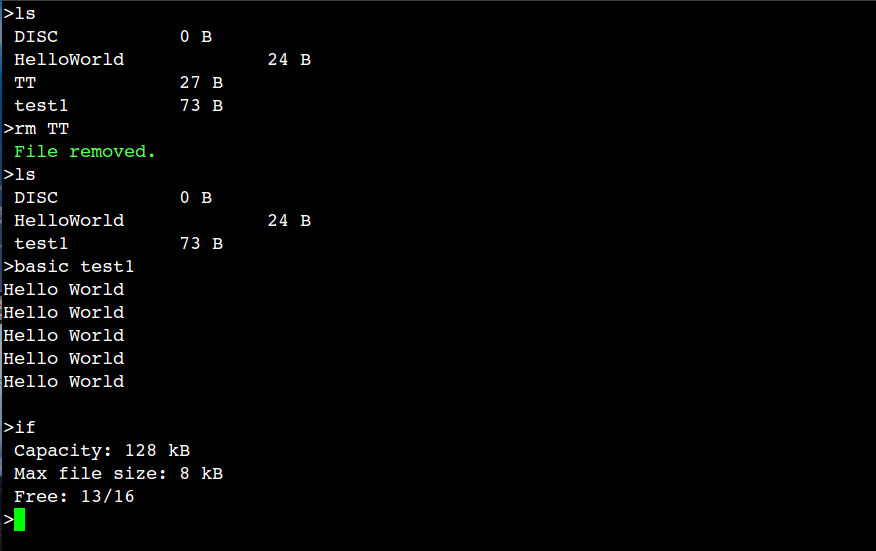 >ls
 DISC           0 B
 HelloWorld             24 B
 TT             27 B
 test1          73 B
>rm TT
 File removed.
>ls
 DISC           0 B
 HelloWorld             24 B
 test1          73 B
>basic test1
Hello World
Hello World
Hello World
Hello World
Hello World

>if
 Capacity: 128 kB
 Max file size: 8 kB
 Free: 13/16
>